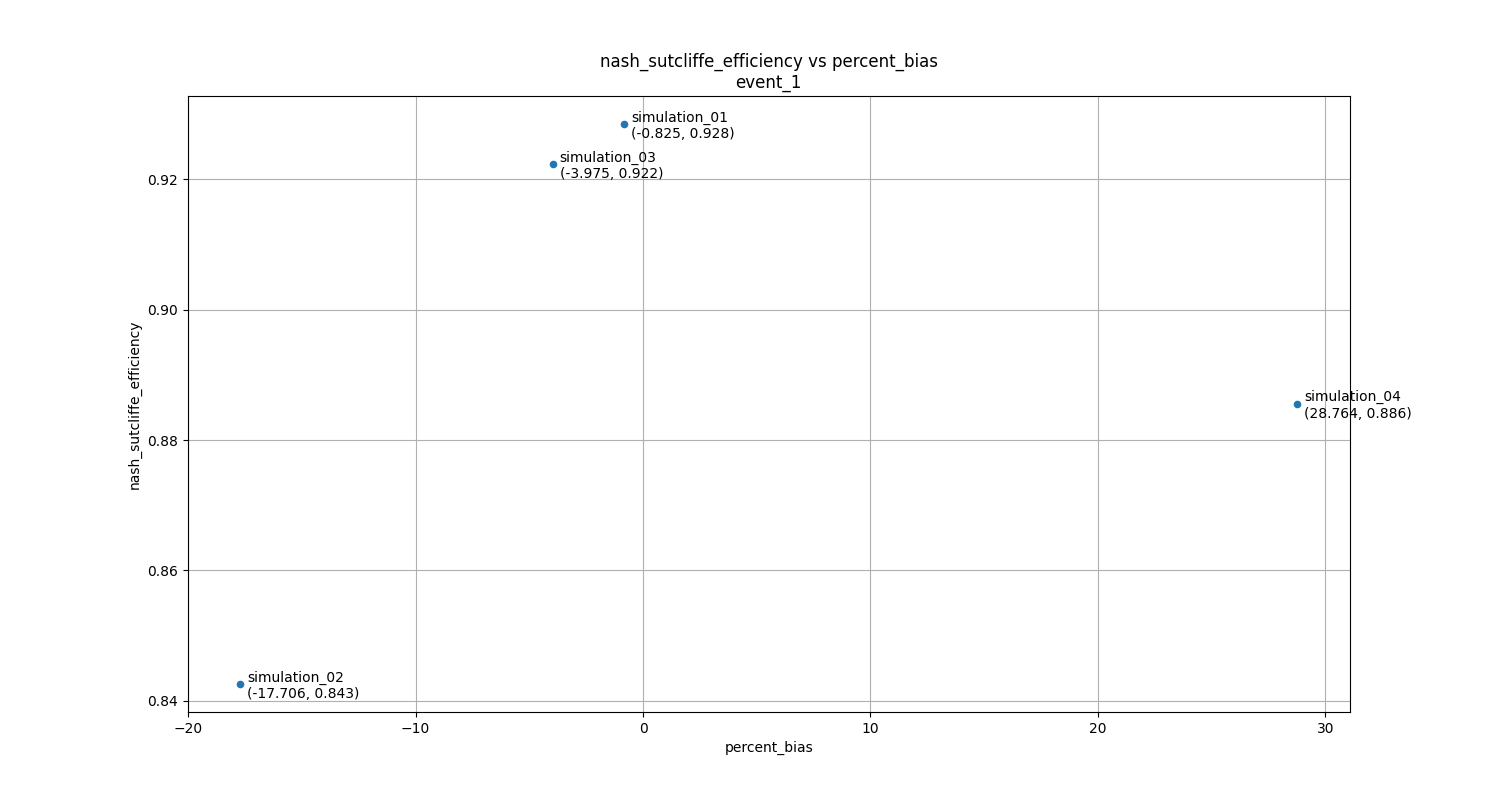 nash_sutcliffe_efficiency vs percent_bias
event_1
simulation_01
(-0.825, 0.928)
simulation_03
(-3.975, 0.922)
0.92
0.90
simulation_04
(28.764, 0.886)
0.88
nash_sutcliffe_efficiency
0.86
simulation_02
(-17.706, 0.843)
0.84
−20
−10
0
10
20
30
percent_bias